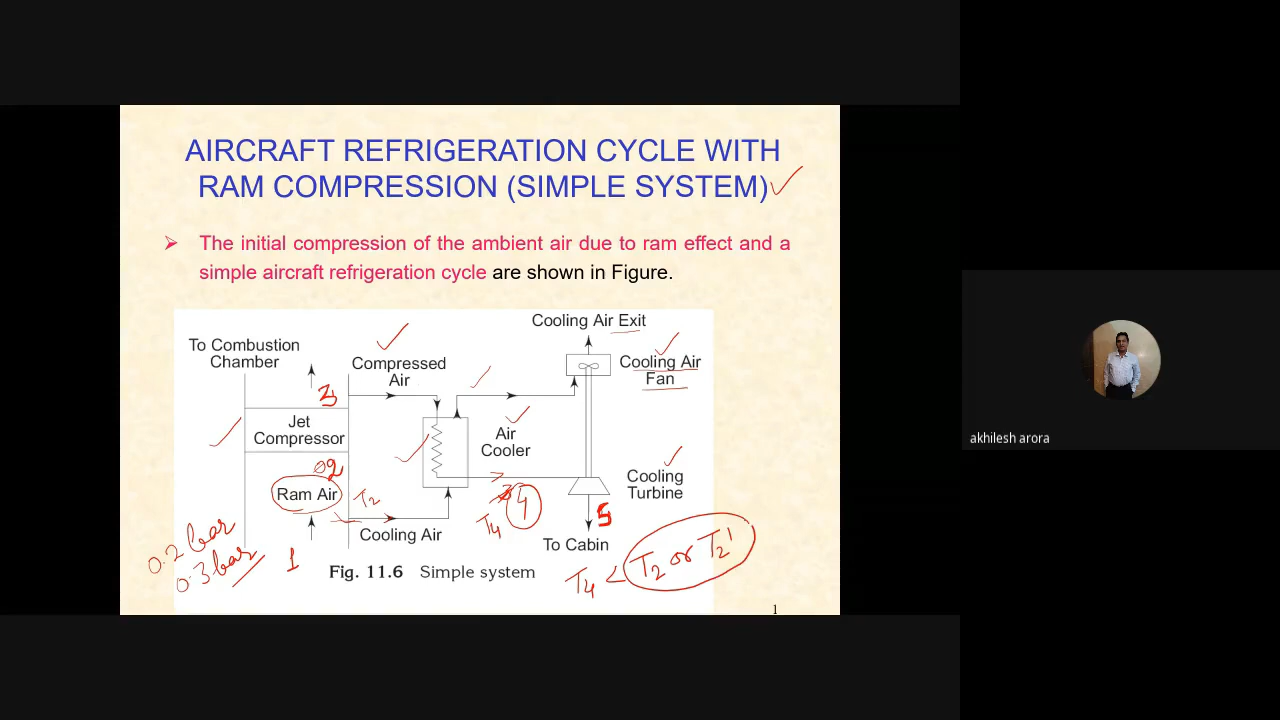 AIRCRAFT REFRIGERATION CYCLE WITH
RAM COMPRESSION (SIMPLE SYSTEM)
The initial compression of the ambient air due to ram effect and a
simple aircraft refrigeration cycle are shown in Figure.
Cooling Air Exit
To Combustion
Chamber
Compressed
Air
Cooling Air
Fan
3
Jet
Compressor
Air
Cooler
2
Ram Air
T2
Cooling
Turbine
4
T4
5
Cooling Air
To Cabin
0.2 bar
0.3 bar
1
T4 < T2 or T2'
Fig. 11.6 Simple system
1
akhilesh arora